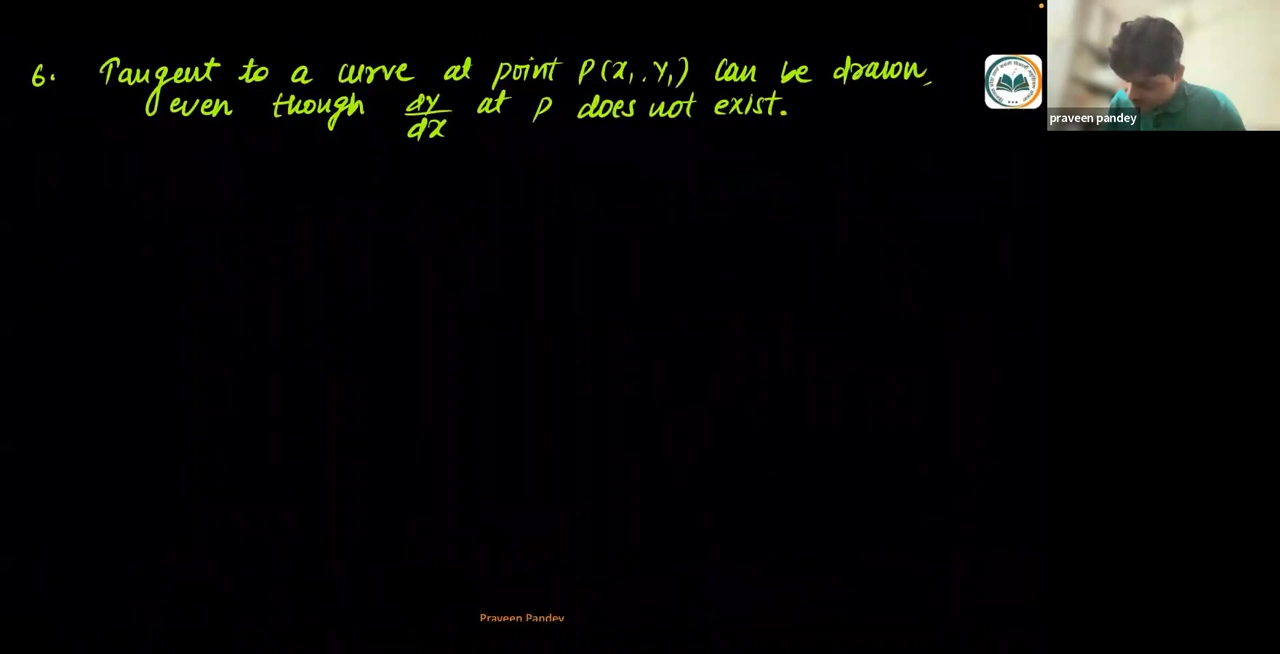 6. Tangent to a curve at point P(x₁, y₁) can be drawn,
even though dy/dx at P does not exist.
praveen pandey
Praveen Pandey